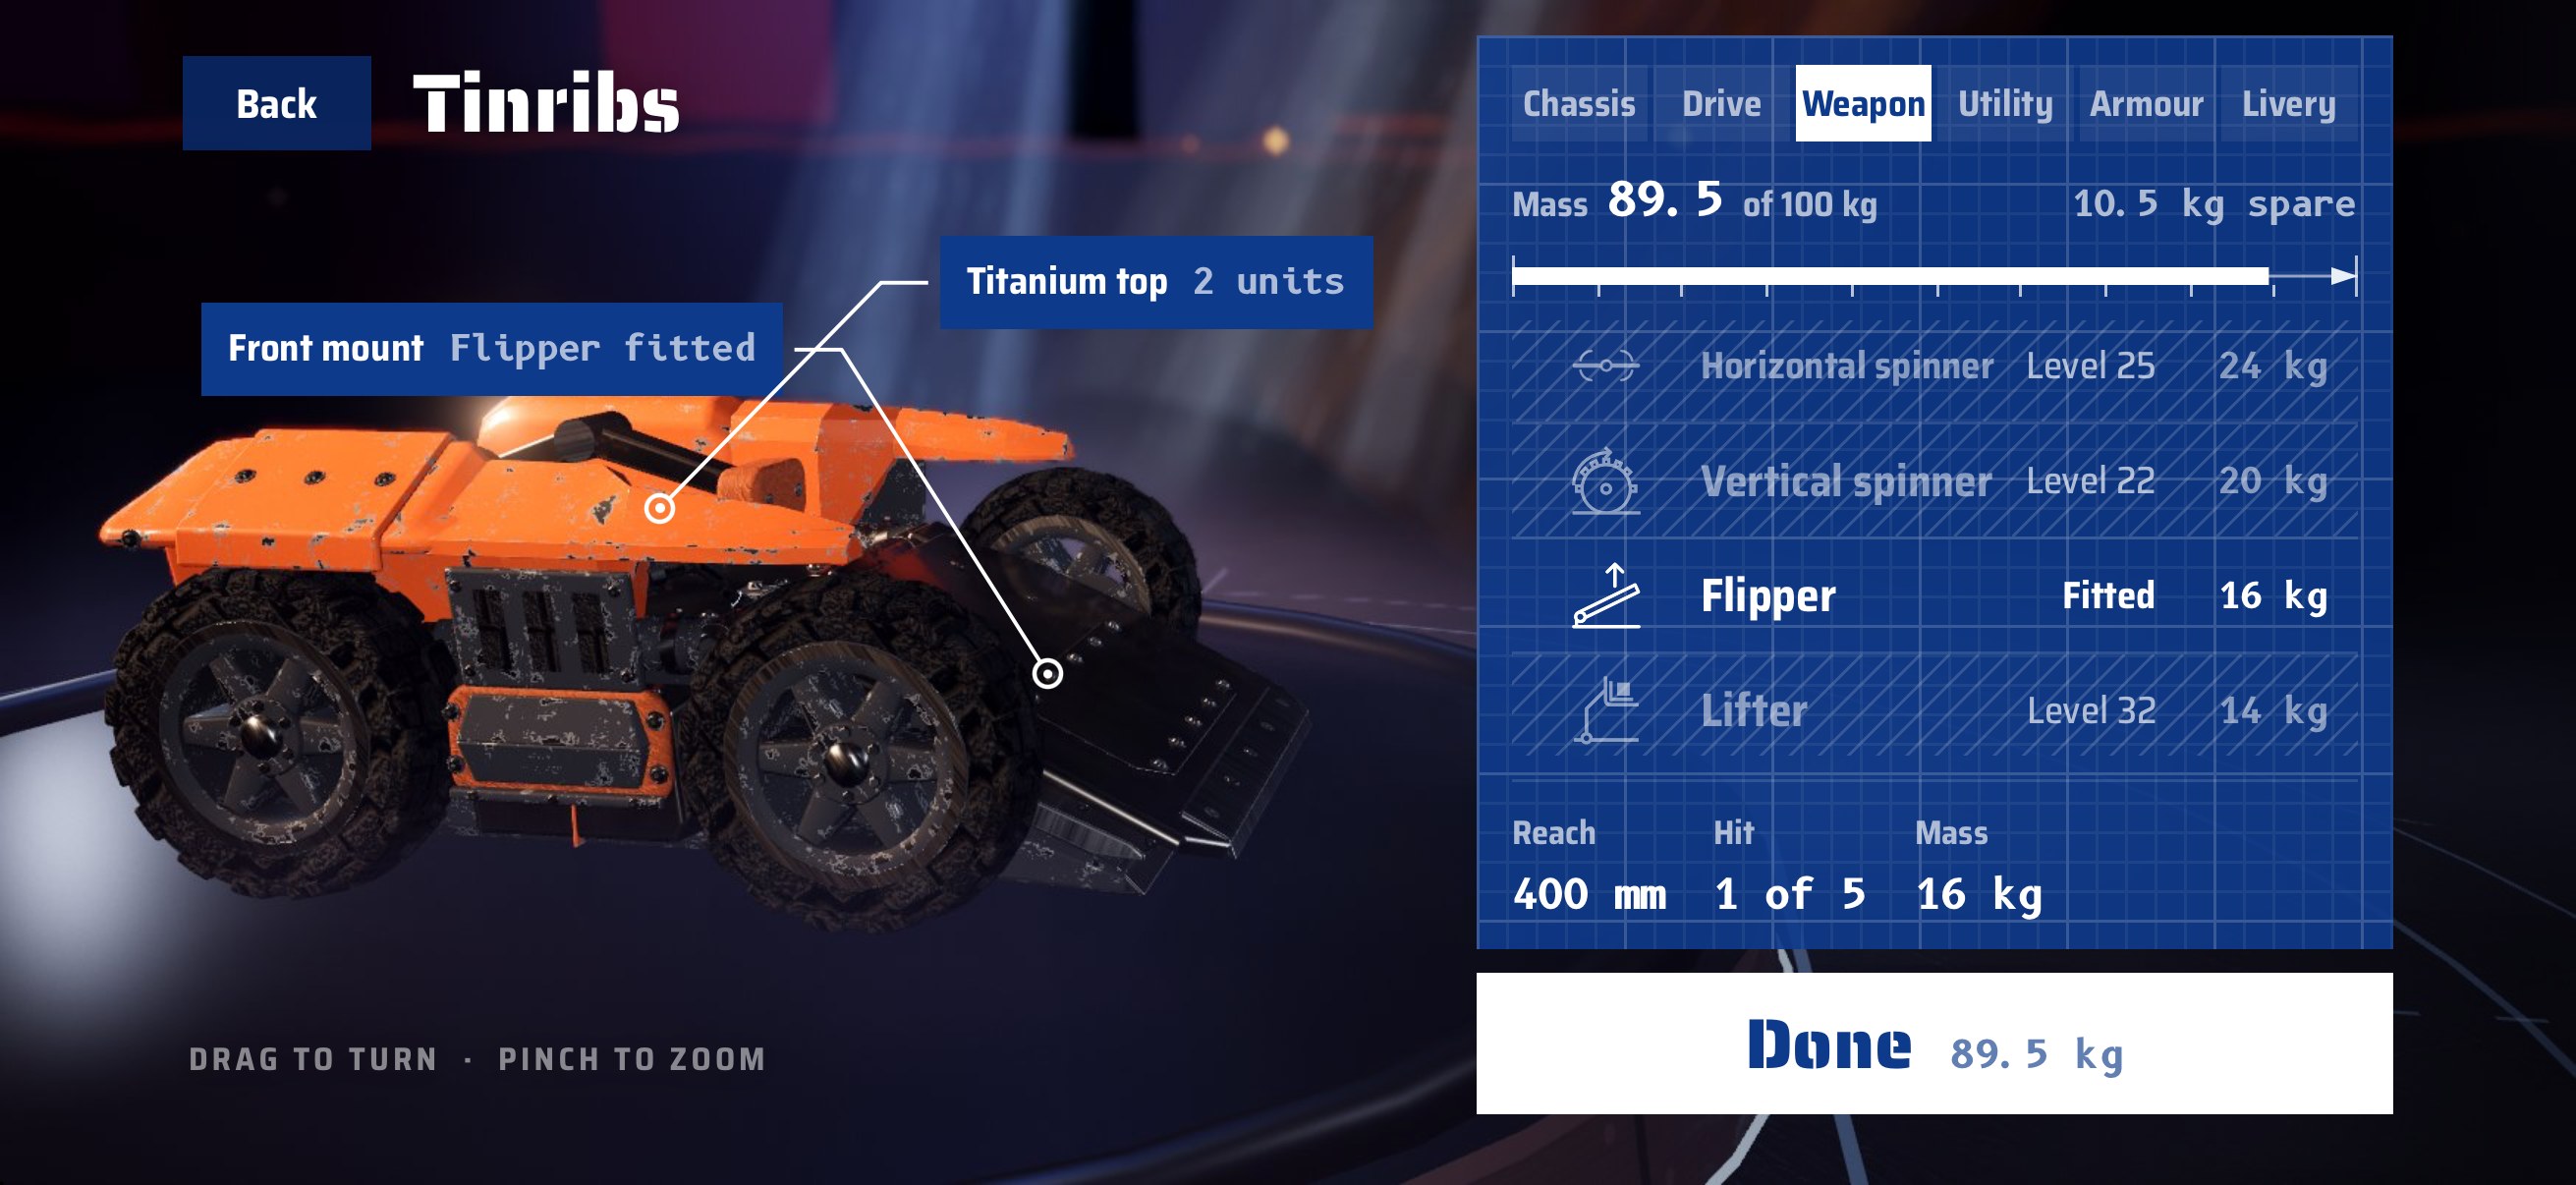 Back
Tinribs
Chassis
Drive
Weapon
Utility
Armour
Livery
Mass 89.5 of 100 kg
10.5 kg spare
Titanium top 2 units
Front mount Flipper fitted
Horizontal spinner Level 25 24 kg
Vertical spinner Level 22 20 kg
Flipper Fitted 16 kg
Lifter Level 32 14 kg
Reach Hit Mass
400 mm 1 of 5 16 kg
Done 89.5 kg
DRAG TO TURN · PINCH TO ZOOM